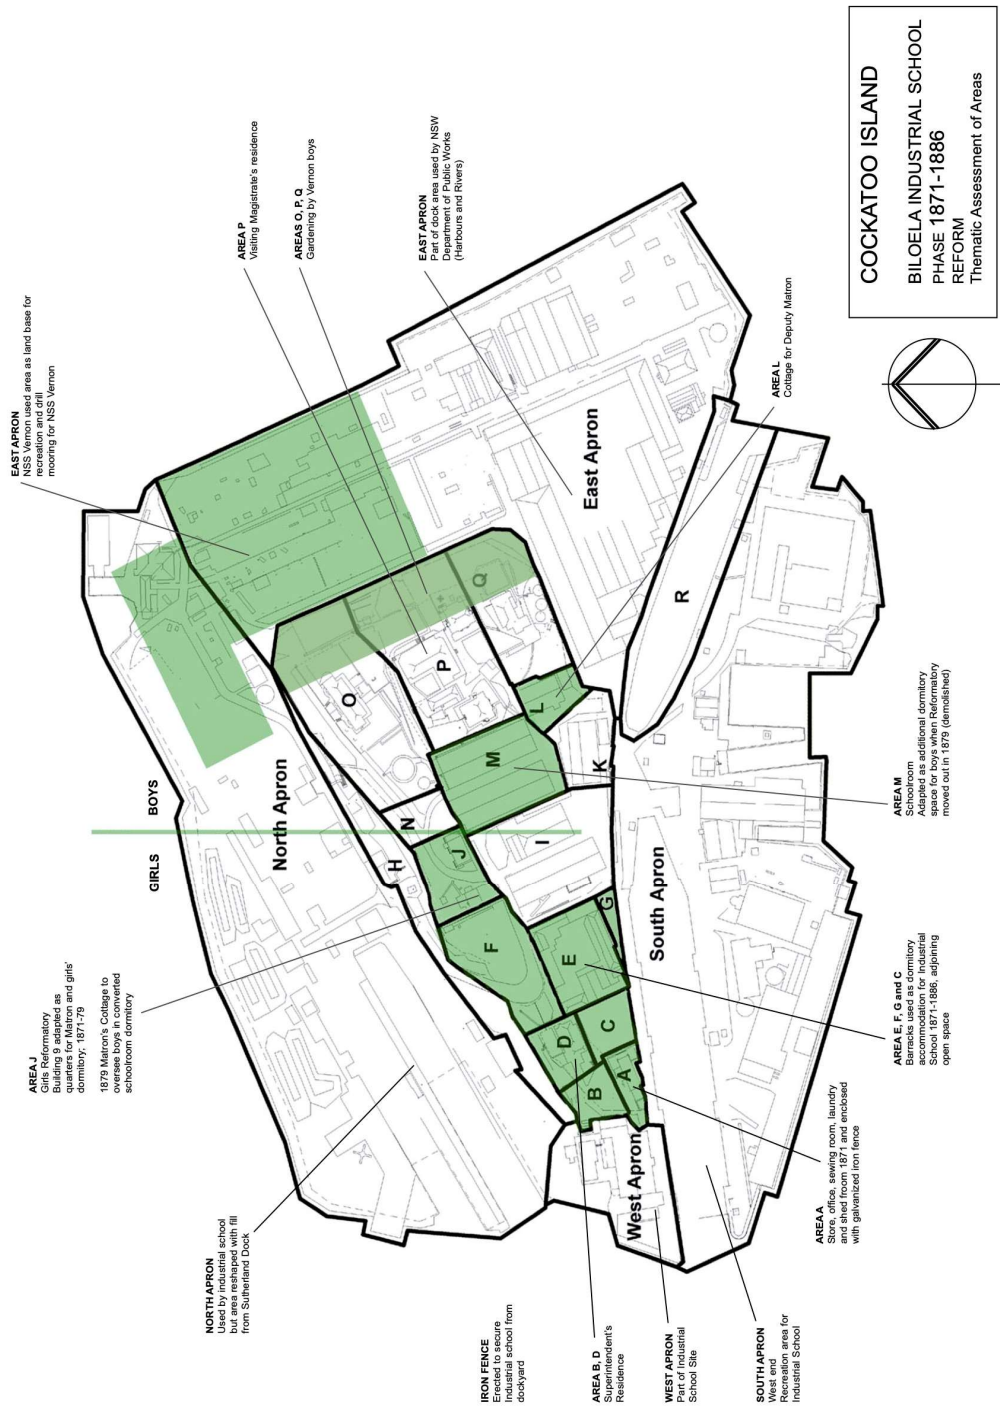 EAST APRON
NSS Vernon used area as land base for
recreation and drill
mooring for NSS Vernon
AREA P
Visiting Magistrate's residence
AREAS O, P, Q
Gardening by Vernon boys
EAST APRON
Part of dock area used by NSW
Department of Public Works
(Harbours and Rivers)
AREA L
Cottage for Deputy Matron
AREA J
Girls Reformatory
Building 9 adapted as
quarters for Matron and girls'
dormitory; 1871-79
1879 Matron's Cottage to
oversee boys in converted
schoolroom dormitory
NORTH APRON
Used by industrial school
but area reshaped with fill
from Sutherland Dock
GIRLS
BOYS
North Apron
East Apron
South Apron
West Apron
A
B
C
D
E
F
G
H
I
J
K
L
M
N
O
P
Q
R
IRON FENCE
Erected to secure
Industrial school from
dockyard
AREA B, D
Superintendent's
Residence
WEST APRON
Part of Industrial
School Site
SOUTH APRON
West end
Recreation area for
Industrial School
AREA A
Store, office, sewing room, laundry
and shed froom 1871 and enclosed
with galvanized iron fence
AREA E, F, G and C
Barracks used as dormitory
accommodation for Industrial
School 1871-1886, adjoining
open space
AREA M
Schoolroom
Adapted as additional dormitory
space for boys when Reformatory
moved out in 1879 (demolished)
COCKATOO ISLAND
BILOELA INDUSTRIAL SCHOOL
PHASE 1871-1886
REFORM
Thematic Assessment of Areas